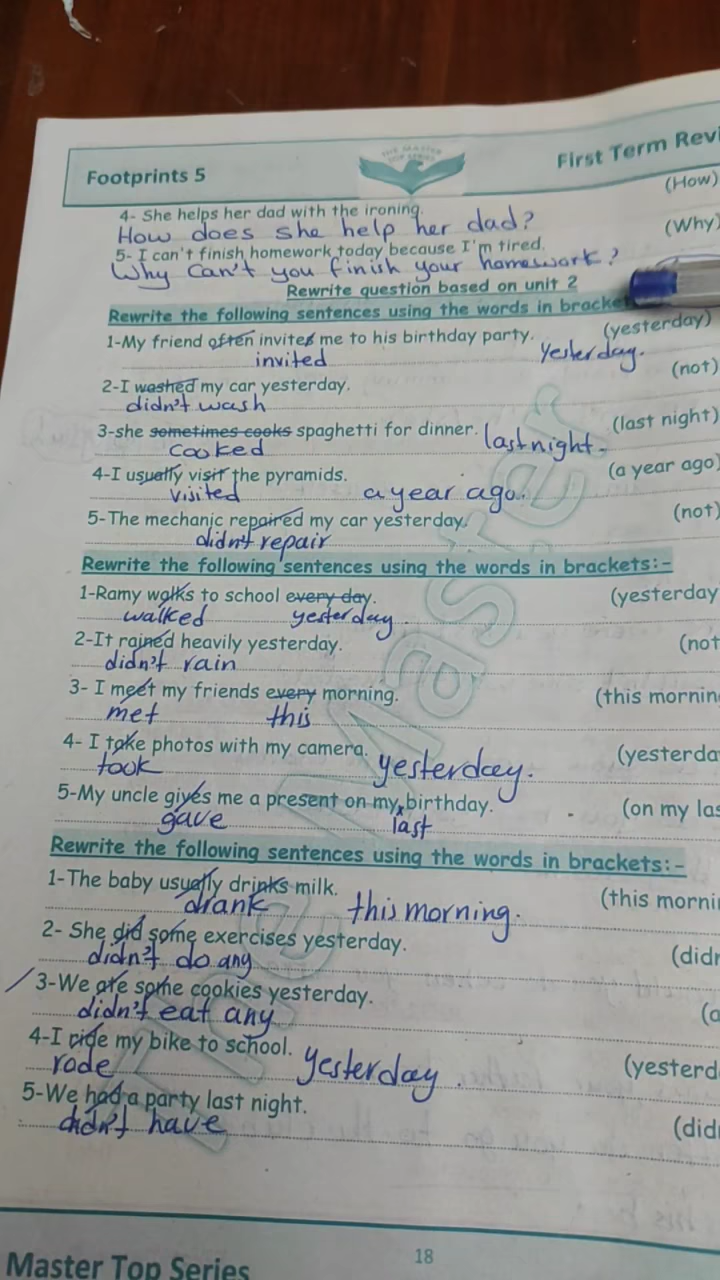 Footprints 5
THE MASTER
TOP SERIES
First Term Revi
4- She helps her dad with the ironing. (How)
How does she help her dad?
5- I can't finish homework today because I'm tired. (Why)
Why Can't you finish your homework?
Rewrite question based on unit 2
Rewrite the following sentences using the words in bracket
1-My friend often invites me to his birthday party. (yesterday)
invited yesterday.
2-I washed my car yesterday. (not)
didn't wash
3-she sometimes cooks spaghetti for dinner. (last night)
cooked last night.
4-I usually visit the pyramids. (a year ago)
visited a year ago.
5-The mechanic repaired my car yesterday. (not)
didn't repair
Rewrite the following sentences using the words in brackets:-
1-Ramy walks to school every day. (yesterday
walked yesterday.
2-It rained heavily yesterday. (not
didn't rain
3- I meet my friends every morning. (this mornin
met this
4- I take photos with my camera. (yesterda
took yesterday.
5-My uncle gives me a present on my birthday. (on my las
gave last
Rewrite the following sentences using the words in brackets:-
1-The baby usually drinks milk. (this morni
drank this morning.
2- She did some exercises yesterday. (didn
didn't do any
3-We ate some cookies yesterday. (a
didn't eat any
4-I ride my bike to school. (yesterd
rode yesterday.
5-We had a party last night. (did
didn't have
The Master
18
Master Top Series